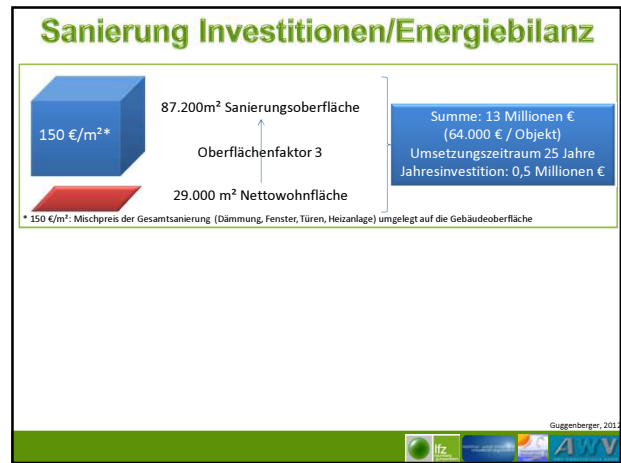 Sanierung Investitionen/Energiebilanz
150 €/m²*
87.200m² Sanierungsoberfläche
Oberflächenfaktor 3
29.000 m² Nettowohnfläche
Summe: 13 Millionen €
(64.000 € / Objekt)
Umsetzungszeitraum 25 Jahre
Jahresinvestition: 0,5 Millionen €
* 150 €/m²: Mischpreis der Gesamtsanierung (Dämmung, Fenster, Türen, Heizanlage) umgelegt auf die Gebäudeoberfläche
Guggenberger, 2012
lfz
AWV